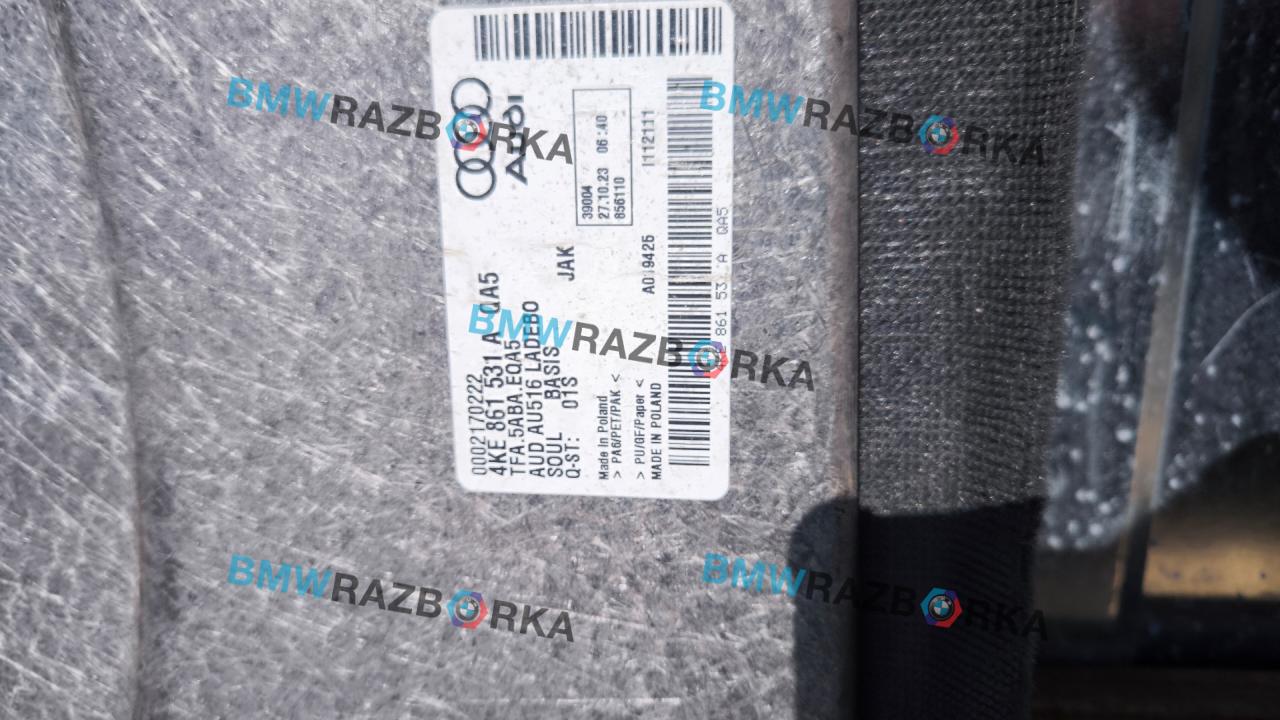 0002170222
4KE 861 531 A QA5
TFA.5ABA.EQA5
AUD AU516 LADEBO
SOUL BASIS JAK
Q-ST: 01S
Audi
39004
27.10.23 06:40
856110
Made in Poland
> PA6/PET/PAK <
> PU/GF/Paper <
MADE IN POLAND
1112111
861 531 A QA5
BMWRAZBORKA
BMWRAZBORKA
BMWRAZBORKA
BMWRAZBORKA
BMWRAZBORKA